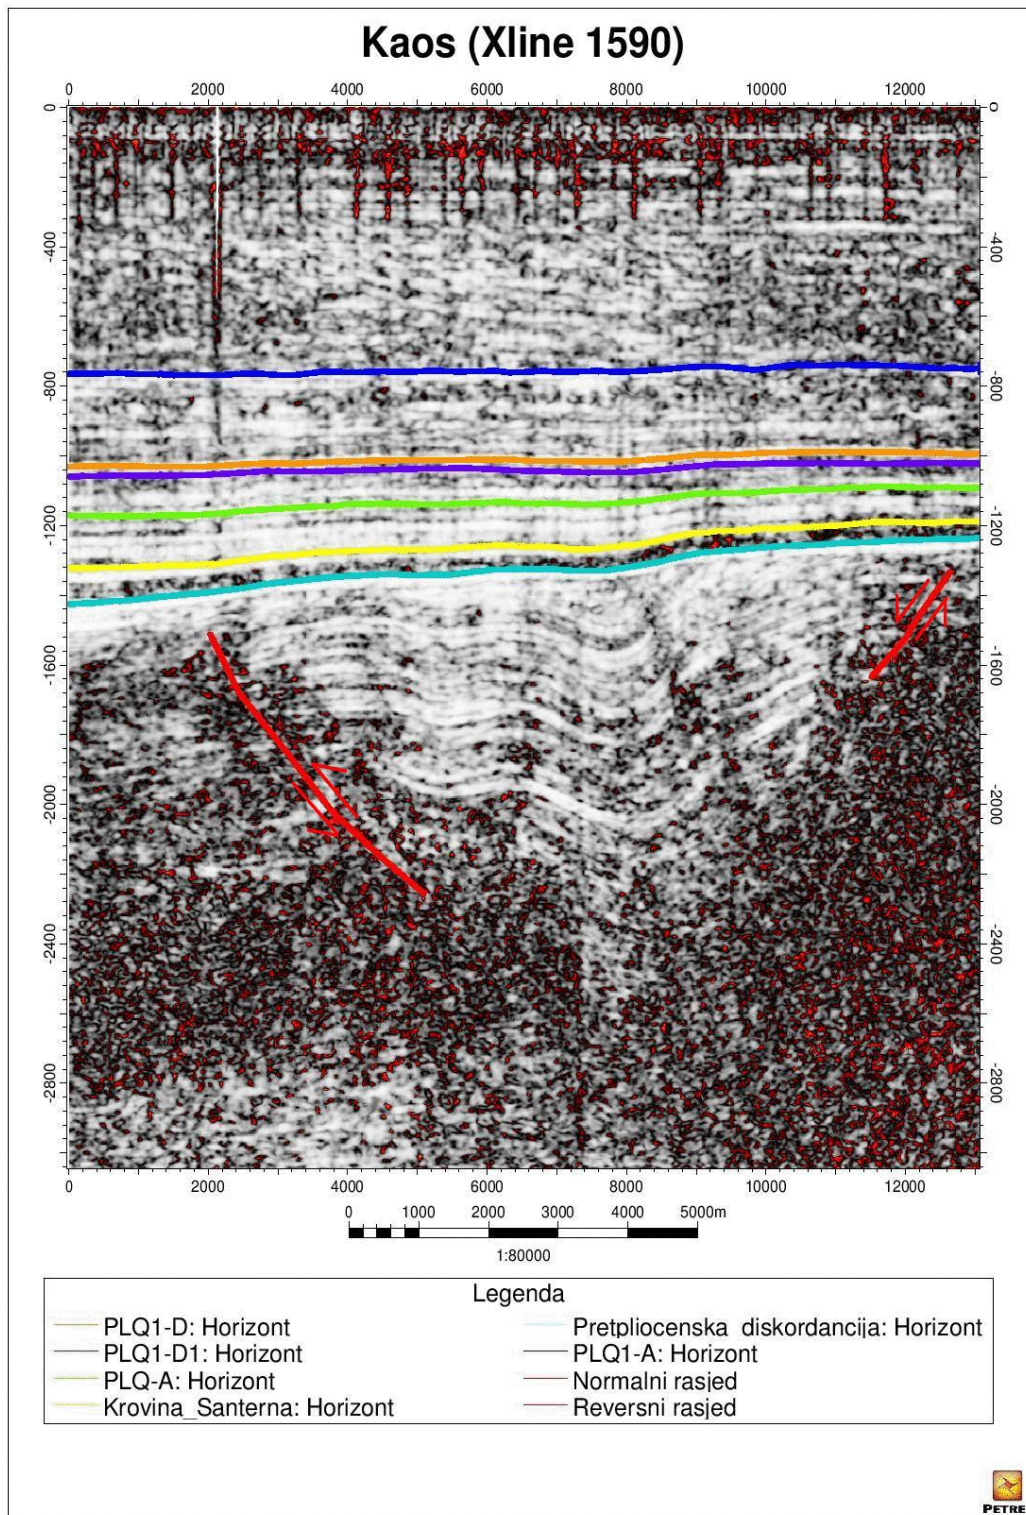 Kaos (Xline 1590)
0 2000 4000 6000 8000 10000 12000
0 0
-400 -400
-800 -800
-1200 -1200
-1600 -1600
-2000 -2000
-2400 -2400
-2800 -2800
0 2000 4000 6000 8000 10000 12000
0 1000 2000 3000 4000 5000m
1:80000
Legenda
PLQ1-D: Horizont
PLQ1-D1: Horizont
PLQ-A: Horizont
Krovina_Santerna: Horizont
Pretpliocenska_diskordancija: Horizont
PLQ1-A: Horizont
Normalni rasjed
Reversni rasjed
PETRE